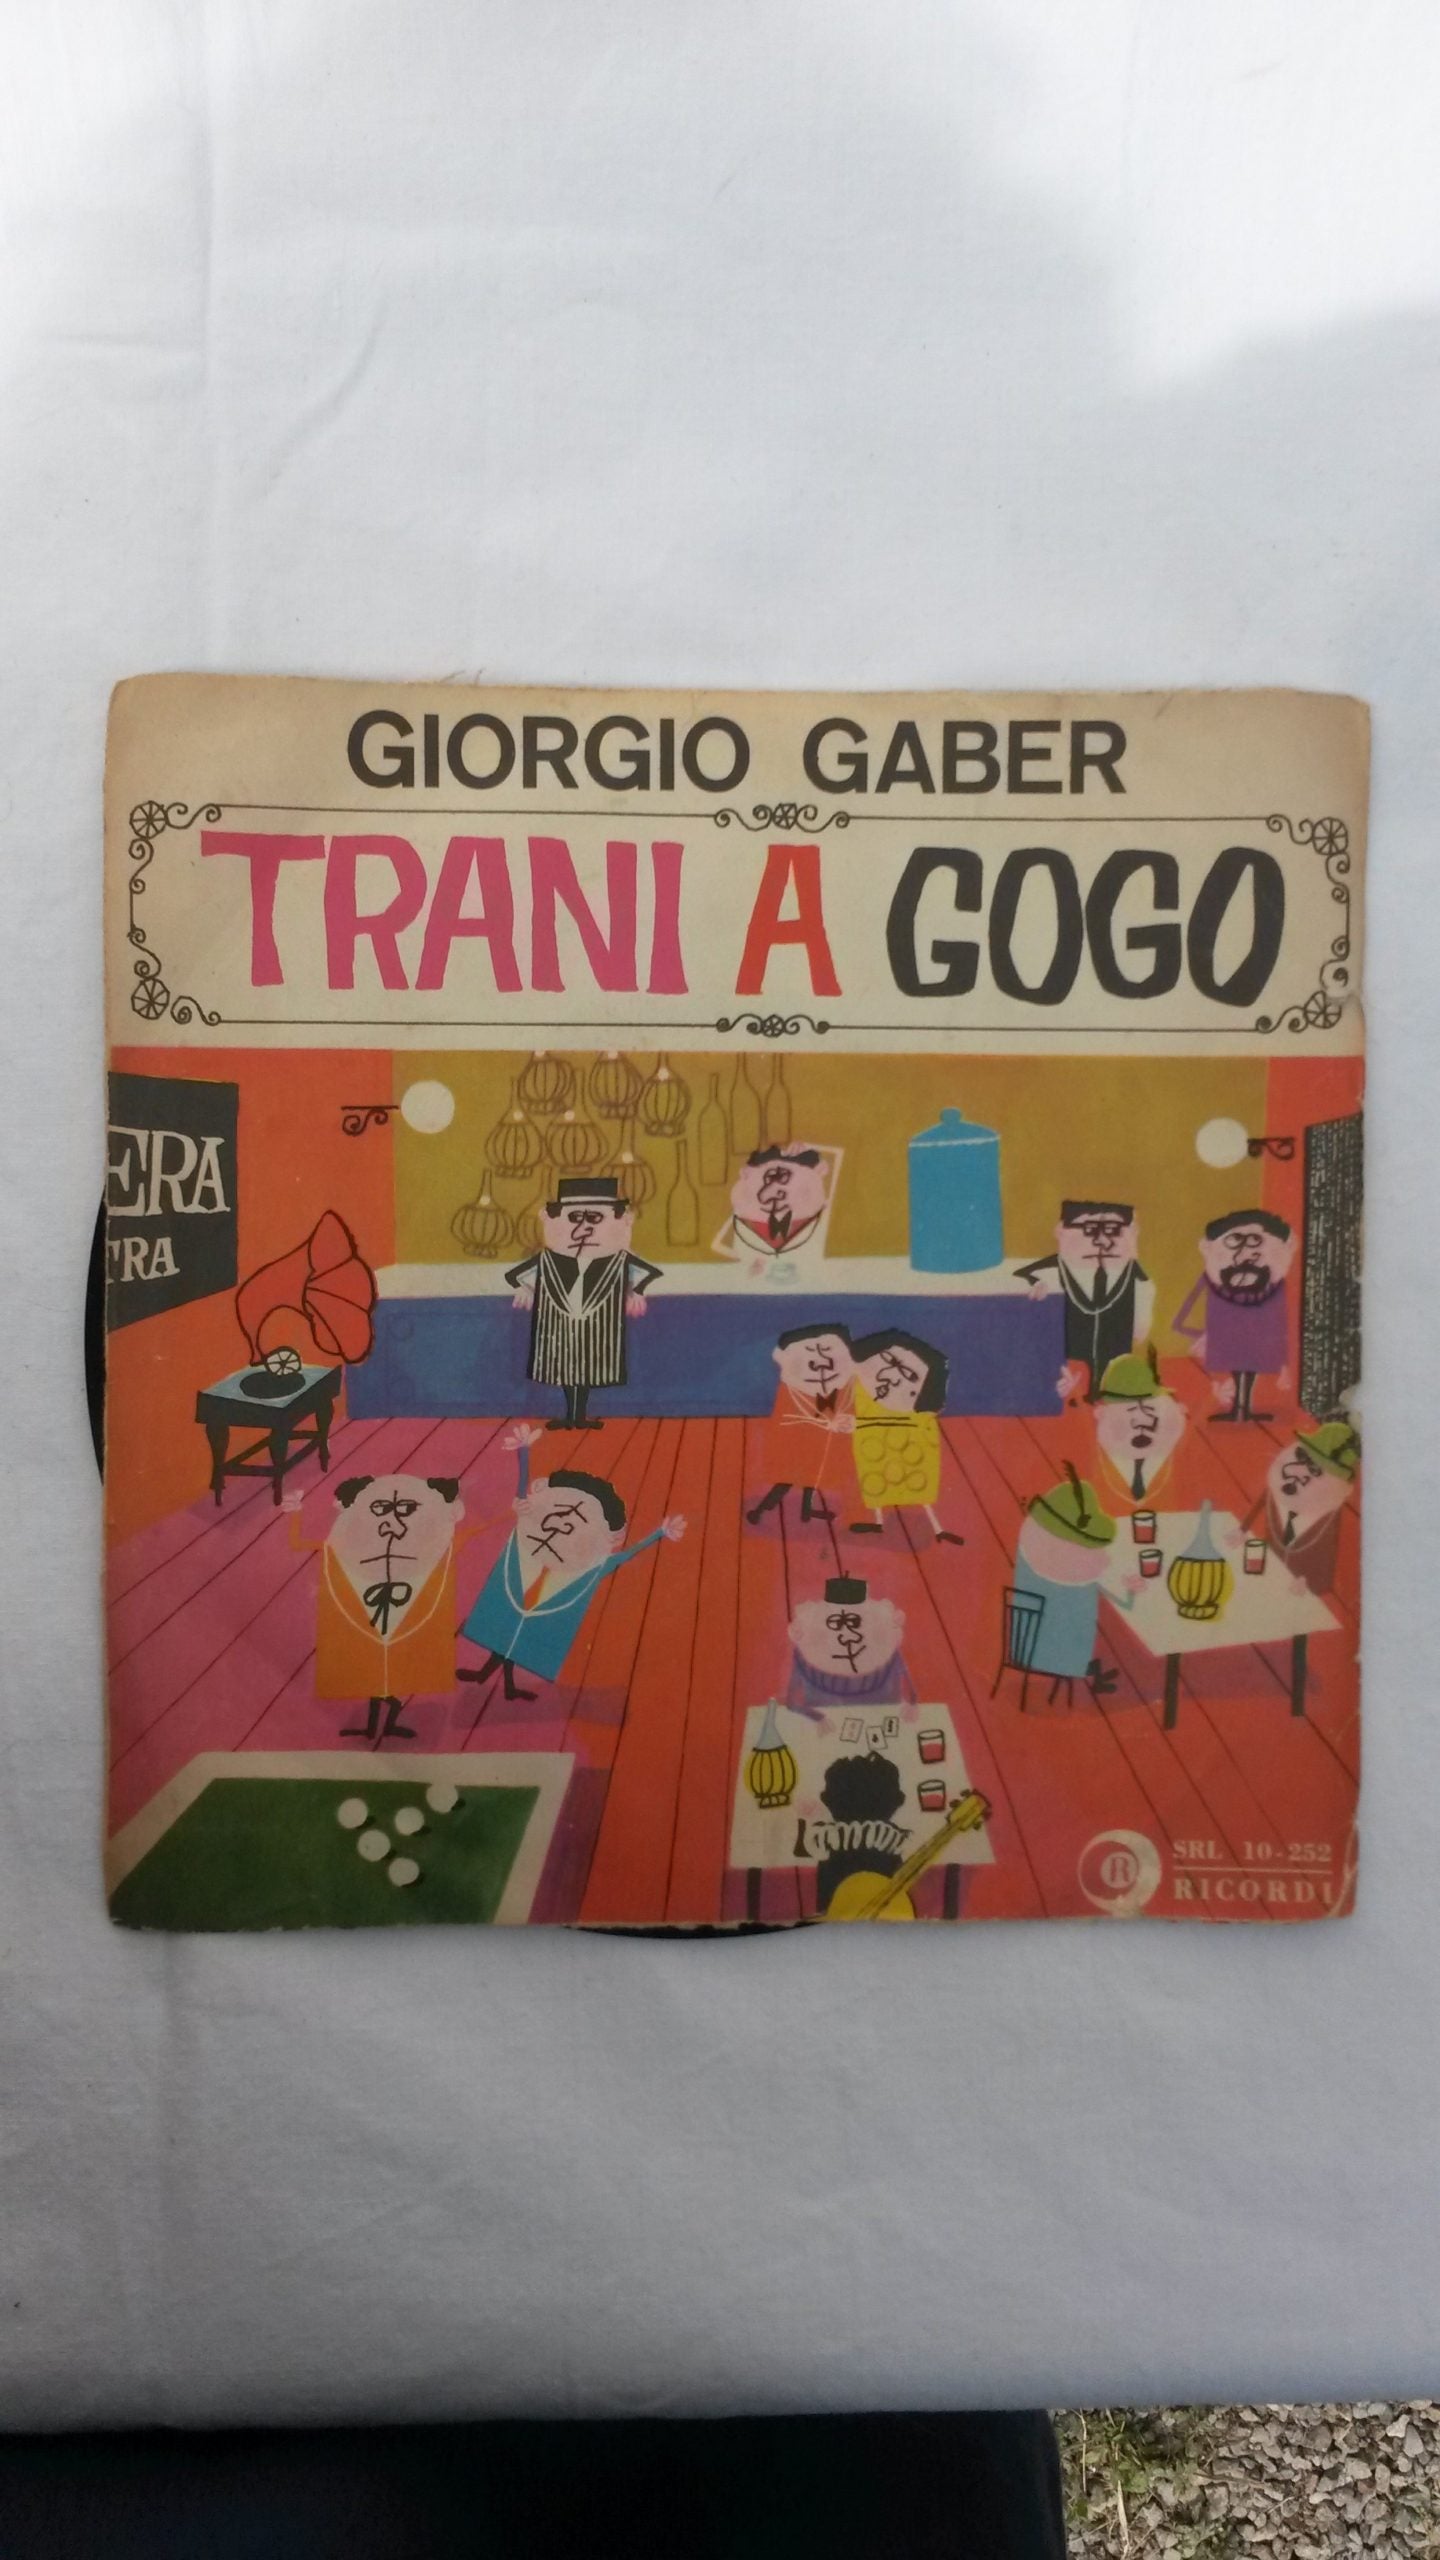 GIORGIO GABER
TRANI A GOGO
ERA
TRA
R
SRL 10-252
RICORDI